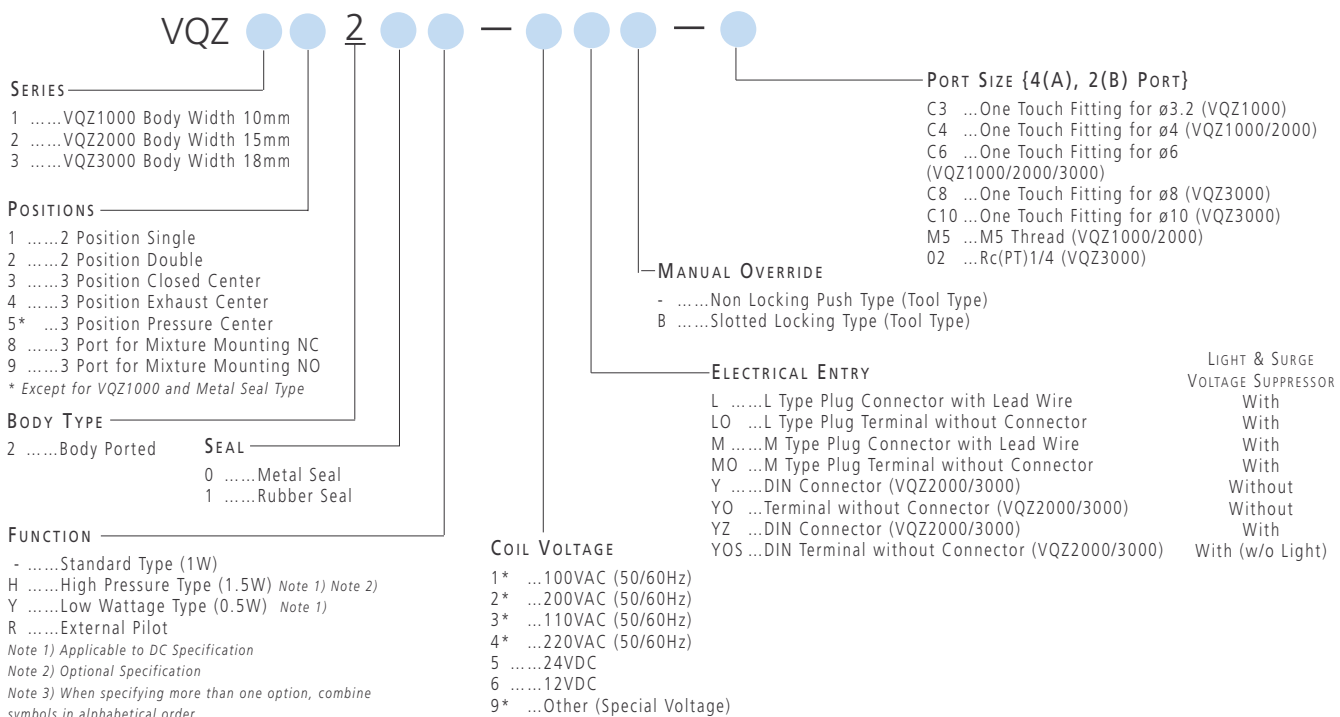 VQZ 2 — —
SERIES
1 ......VQZ1000 Body Width 10mm
2 ......VQZ2000 Body Width 15mm
3 ......VQZ3000 Body Width 18mm
POSITIONS
1 ......2 Position Single
2 ......2 Position Double
3 ......3 Position Closed Center
4 ......3 Position Exhaust Center
5* ...3 Position Pressure Center
8 ......3 Port for Mixture Mounting NC
9 ......3 Port for Mixture Mounting NO
* Except for VQZ1000 and Metal Seal Type
BODY TYPE
2 ......Body Ported
SEAL
0 ......Metal Seal
1 ......Rubber Seal
FUNCTION
- ......Standard Type (1W)
H ......High Pressure Type (1.5W) Note 1) Note 2)
Y ......Low Wattage Type (0.5W) Note 1)
R ......External Pilot
Note 1) Applicable to DC Specification
Note 2) Optional Specification
Note 3) When specifying more than one option, combine
symbols in alphabetical order
COIL VOLTAGE
1* ...100VAC (50/60Hz)
2* ...200VAC (50/60Hz)
3* ...110VAC (50/60Hz)
4* ...220VAC (50/60Hz)
5 ......24VDC
6 ......12VDC
9* ...Other (Special Voltage)
ELECTRICAL ENTRY
LIGHT & SURGE
VOLTAGE SUPPRESSOR
L ......L Type Plug Connector with Lead Wire With
LO ...L Type Plug Terminal without Connector With
M ......M Type Plug Connector with Lead Wire With
MO ...M Type Plug Terminal without Connector With
Y ......DIN Connector (VQZ2000/3000) Without
YO ...Terminal without Connector (VQZ2000/3000) Without
YZ ...DIN Connector (VQZ2000/3000) With
YOS ...DIN Terminal without Connector (VQZ2000/3000) With (w/o Light)
MANUAL OVERRIDE
- ......Non Locking Push Type (Tool Type)
B ......Slotted Locking Type (Tool Type)
PORT SIZE {4(A), 2(B) PORT}
C3 ...One Touch Fitting for ø3.2 (VQZ1000)
C4 ...One Touch Fitting for ø4 (VQZ1000/2000)
C6 ...One Touch Fitting for ø6
(VQZ1000/2000/3000)
C8 ...One Touch Fitting for ø8 (VQZ3000)
C10 ...One Touch Fitting for ø10 (VQZ3000)
M5 ...M5 Thread (VQZ1000/2000)
02 ...Rc(PT)1/4 (VQZ3000)